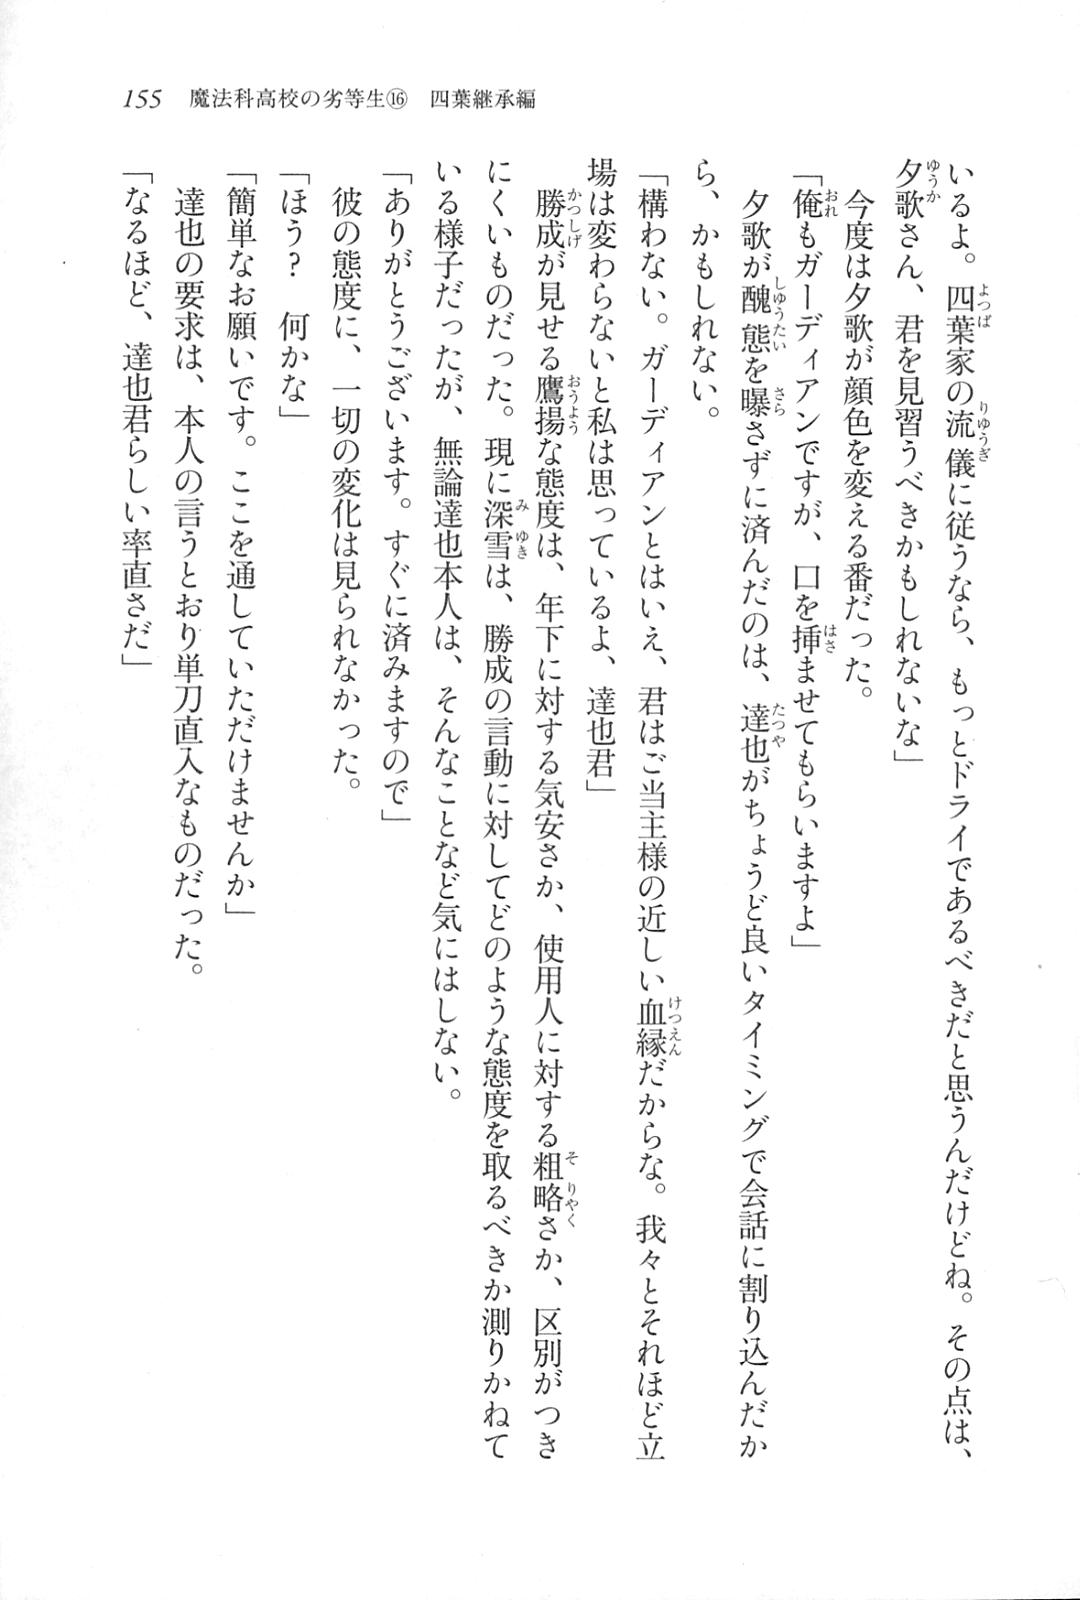 155 魔法科高校の劣等生⑯ 四葉継承編
いるよ。四葉家の流儀に従うなら、もっとドライであるべきだと思うんだけどね。その点は、
夕歌さん、君を見習うべきかもしれないな」
今度は夕歌が顔色を変える番だった。
「俺もガーディアンですが、口を挿ませてもらいますよ」
夕歌が醜態を曝さずに済んだのは、達也がちょうど良いタイミングで会話に割り込んだか
ら、かもしれない。
「構わない。ガーディアンとはいえ、君はご当主様の近しい血縁だからな。我々とそれほど立
場は変わらないと私は思っているよ、達也君」
勝成が見せる鷹揚な態度は、年下に対する気安さか、使用人に対する粗略さか、区別がつき
にくいものだった。現に深雪は、勝成の言動に対してどのような態度を取るべきか測りかねて
いる様子だったが、無論達也本人は、そんなことなど気にはしない。
「ありがとうございます。すぐに済みますので」
彼の態度に、一切の変化は見られなかった。
「ほう? 何かな」
「簡単なお願いです。ここを通していただけませんか」
達也の要求は、本人の言うとおり単刀直入なものだった。
「なるほど、達也君らしい率直さだ」